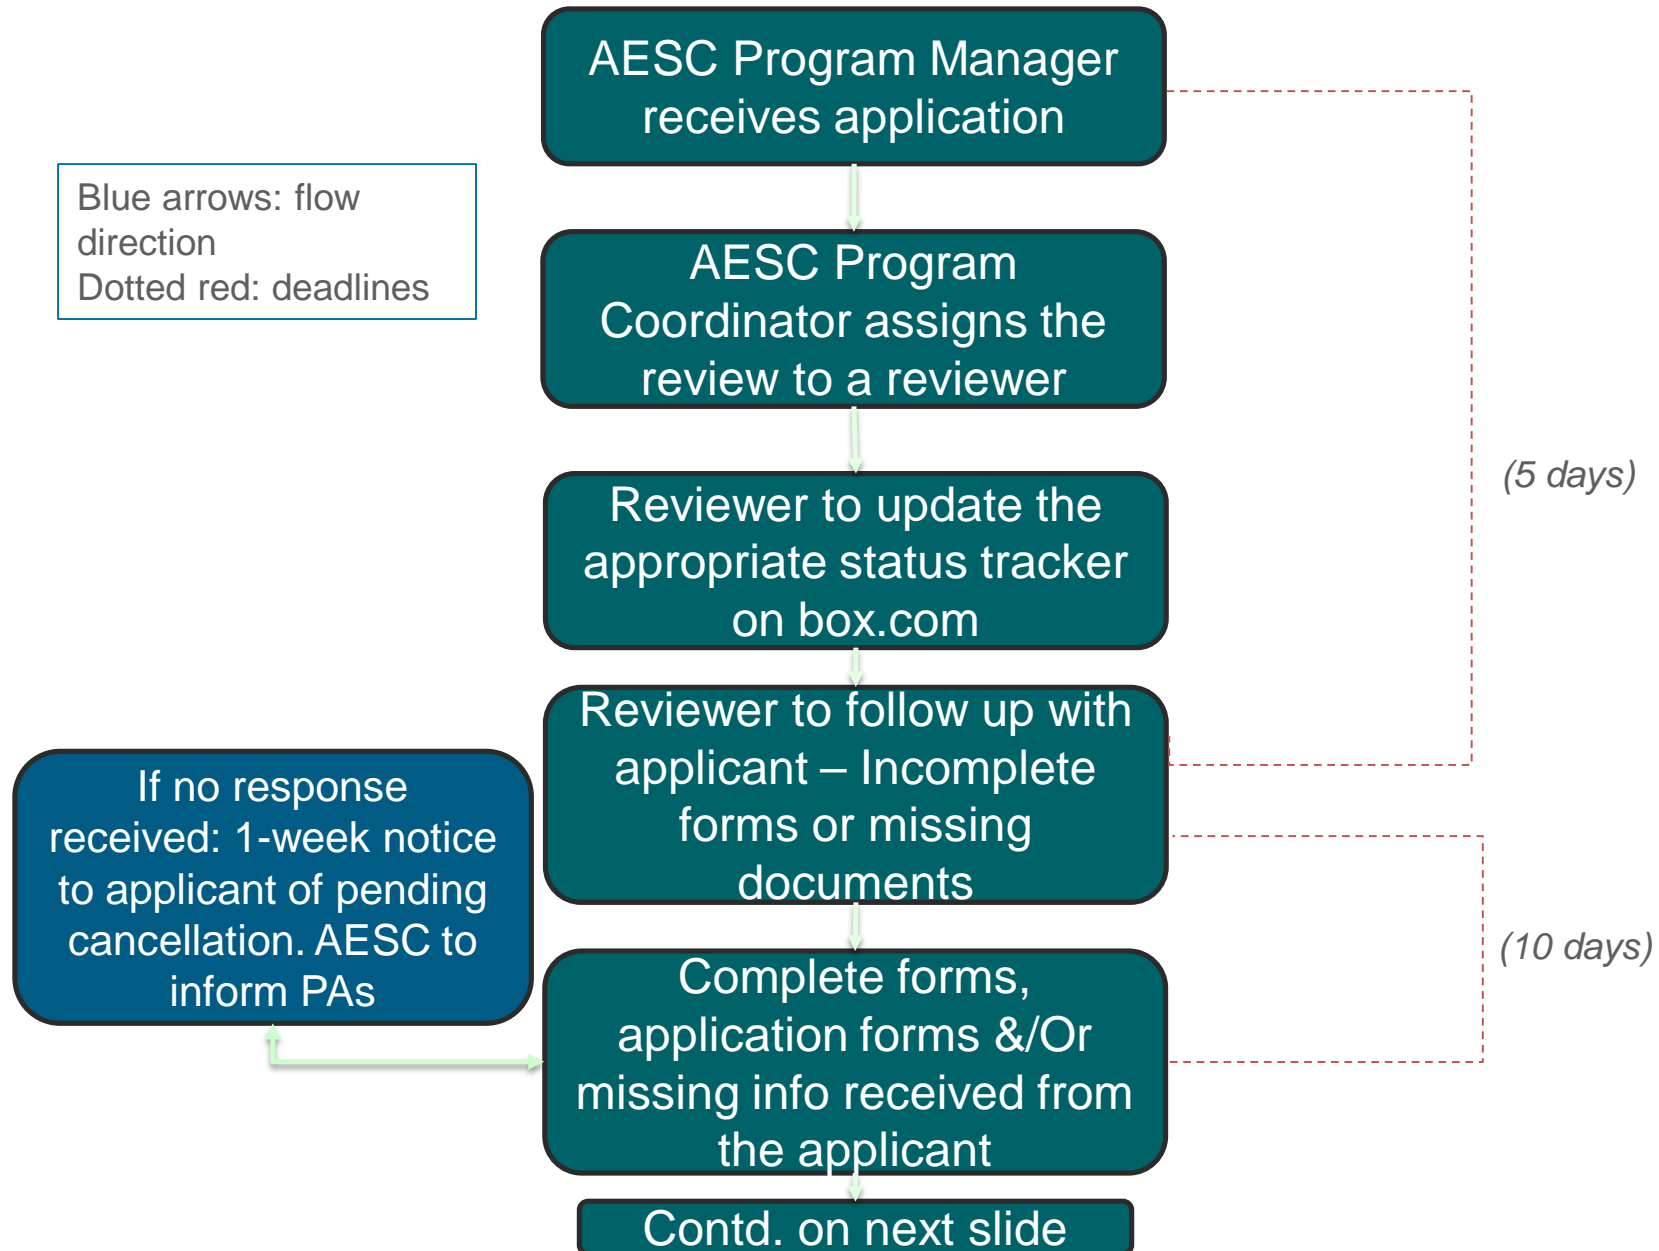 AESC Program Manager
receives application
Blue arrows: flow
direction
Dotted red: deadlines
AESC Program
Coordinator assigns the
review to a reviewer
(5 days)
Reviewer to update the
appropriate status tracker
on box.com
Reviewer to follow up with
applicant – Incomplete
forms or missing
documents
If no response
received: 1-week notice
to applicant of pending
cancellation. AESC to
inform PAs
(10 days)
Complete forms,
application forms &/Or
missing info received from
the applicant
Contd. on next slide